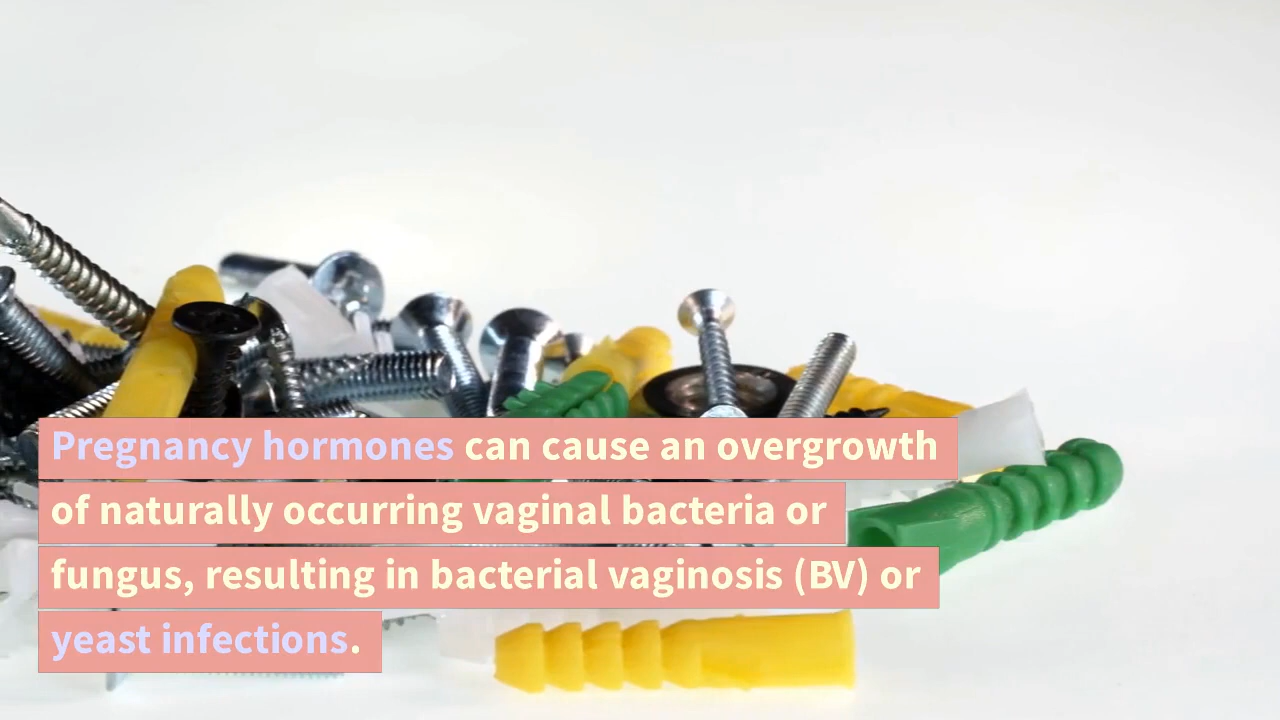 Pregnancy hormones can cause an overgrowth
of naturally occurring vaginal bacteria or
fungus, resulting in bacterial vaginosis (BV) or
yeast infections.